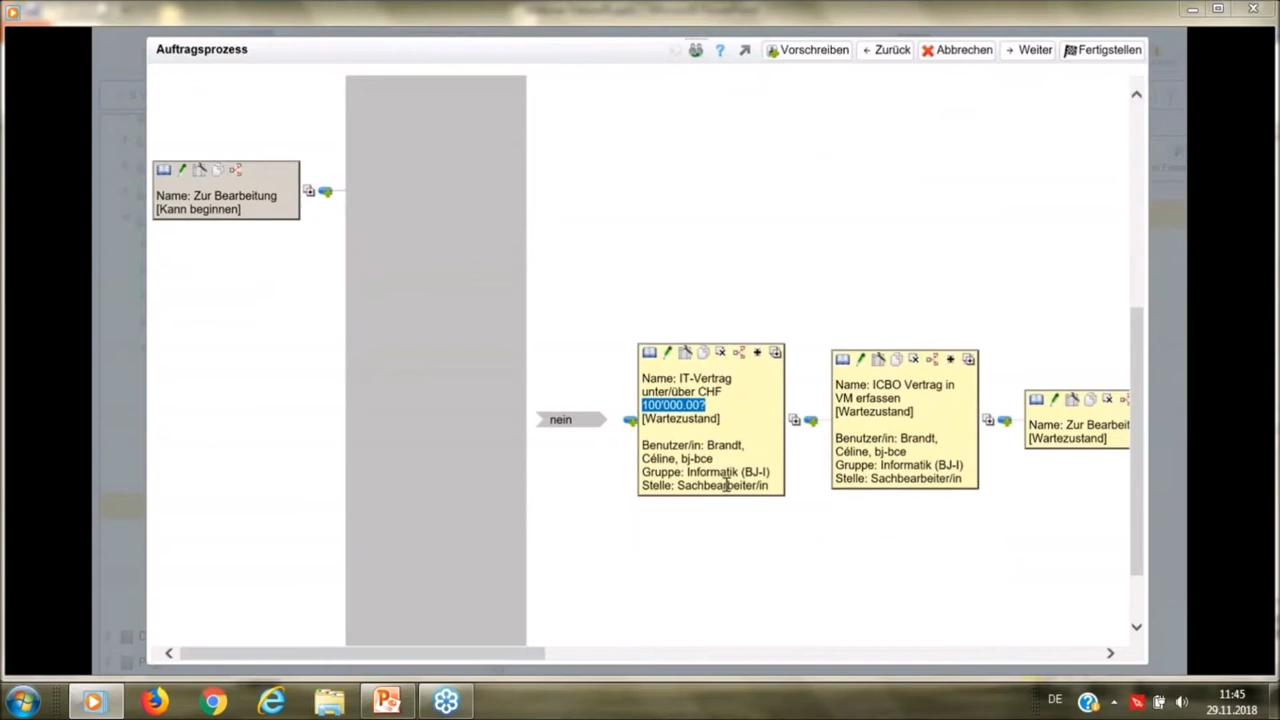 Auftragsprozess
Vorschreiben
← Zurück
Abbrechen
→ Weiter
Fertigstellen
Name: Zur Bearbeitung
[Kann beginnen]
nein
Name: IT-Vertrag
unter/über CHF
100'000.00?
[Wartezustand]
Benutzer/in: Brandt,
Céline, bj-bce
Gruppe: Informatik (BJ-I)
Stelle: Sachbearbeiter/in
Name: ICBO Vertrag in
VM erfassen
[Wartezustand]
Benutzer/in: Brandt,
Céline, bj-bce
Gruppe: Informatik (BJ-I)
Stelle: Sachbearbeiter/in
Name: Zur Bearbeit
[Wartezustand]
DE
11:45
29.11.2018